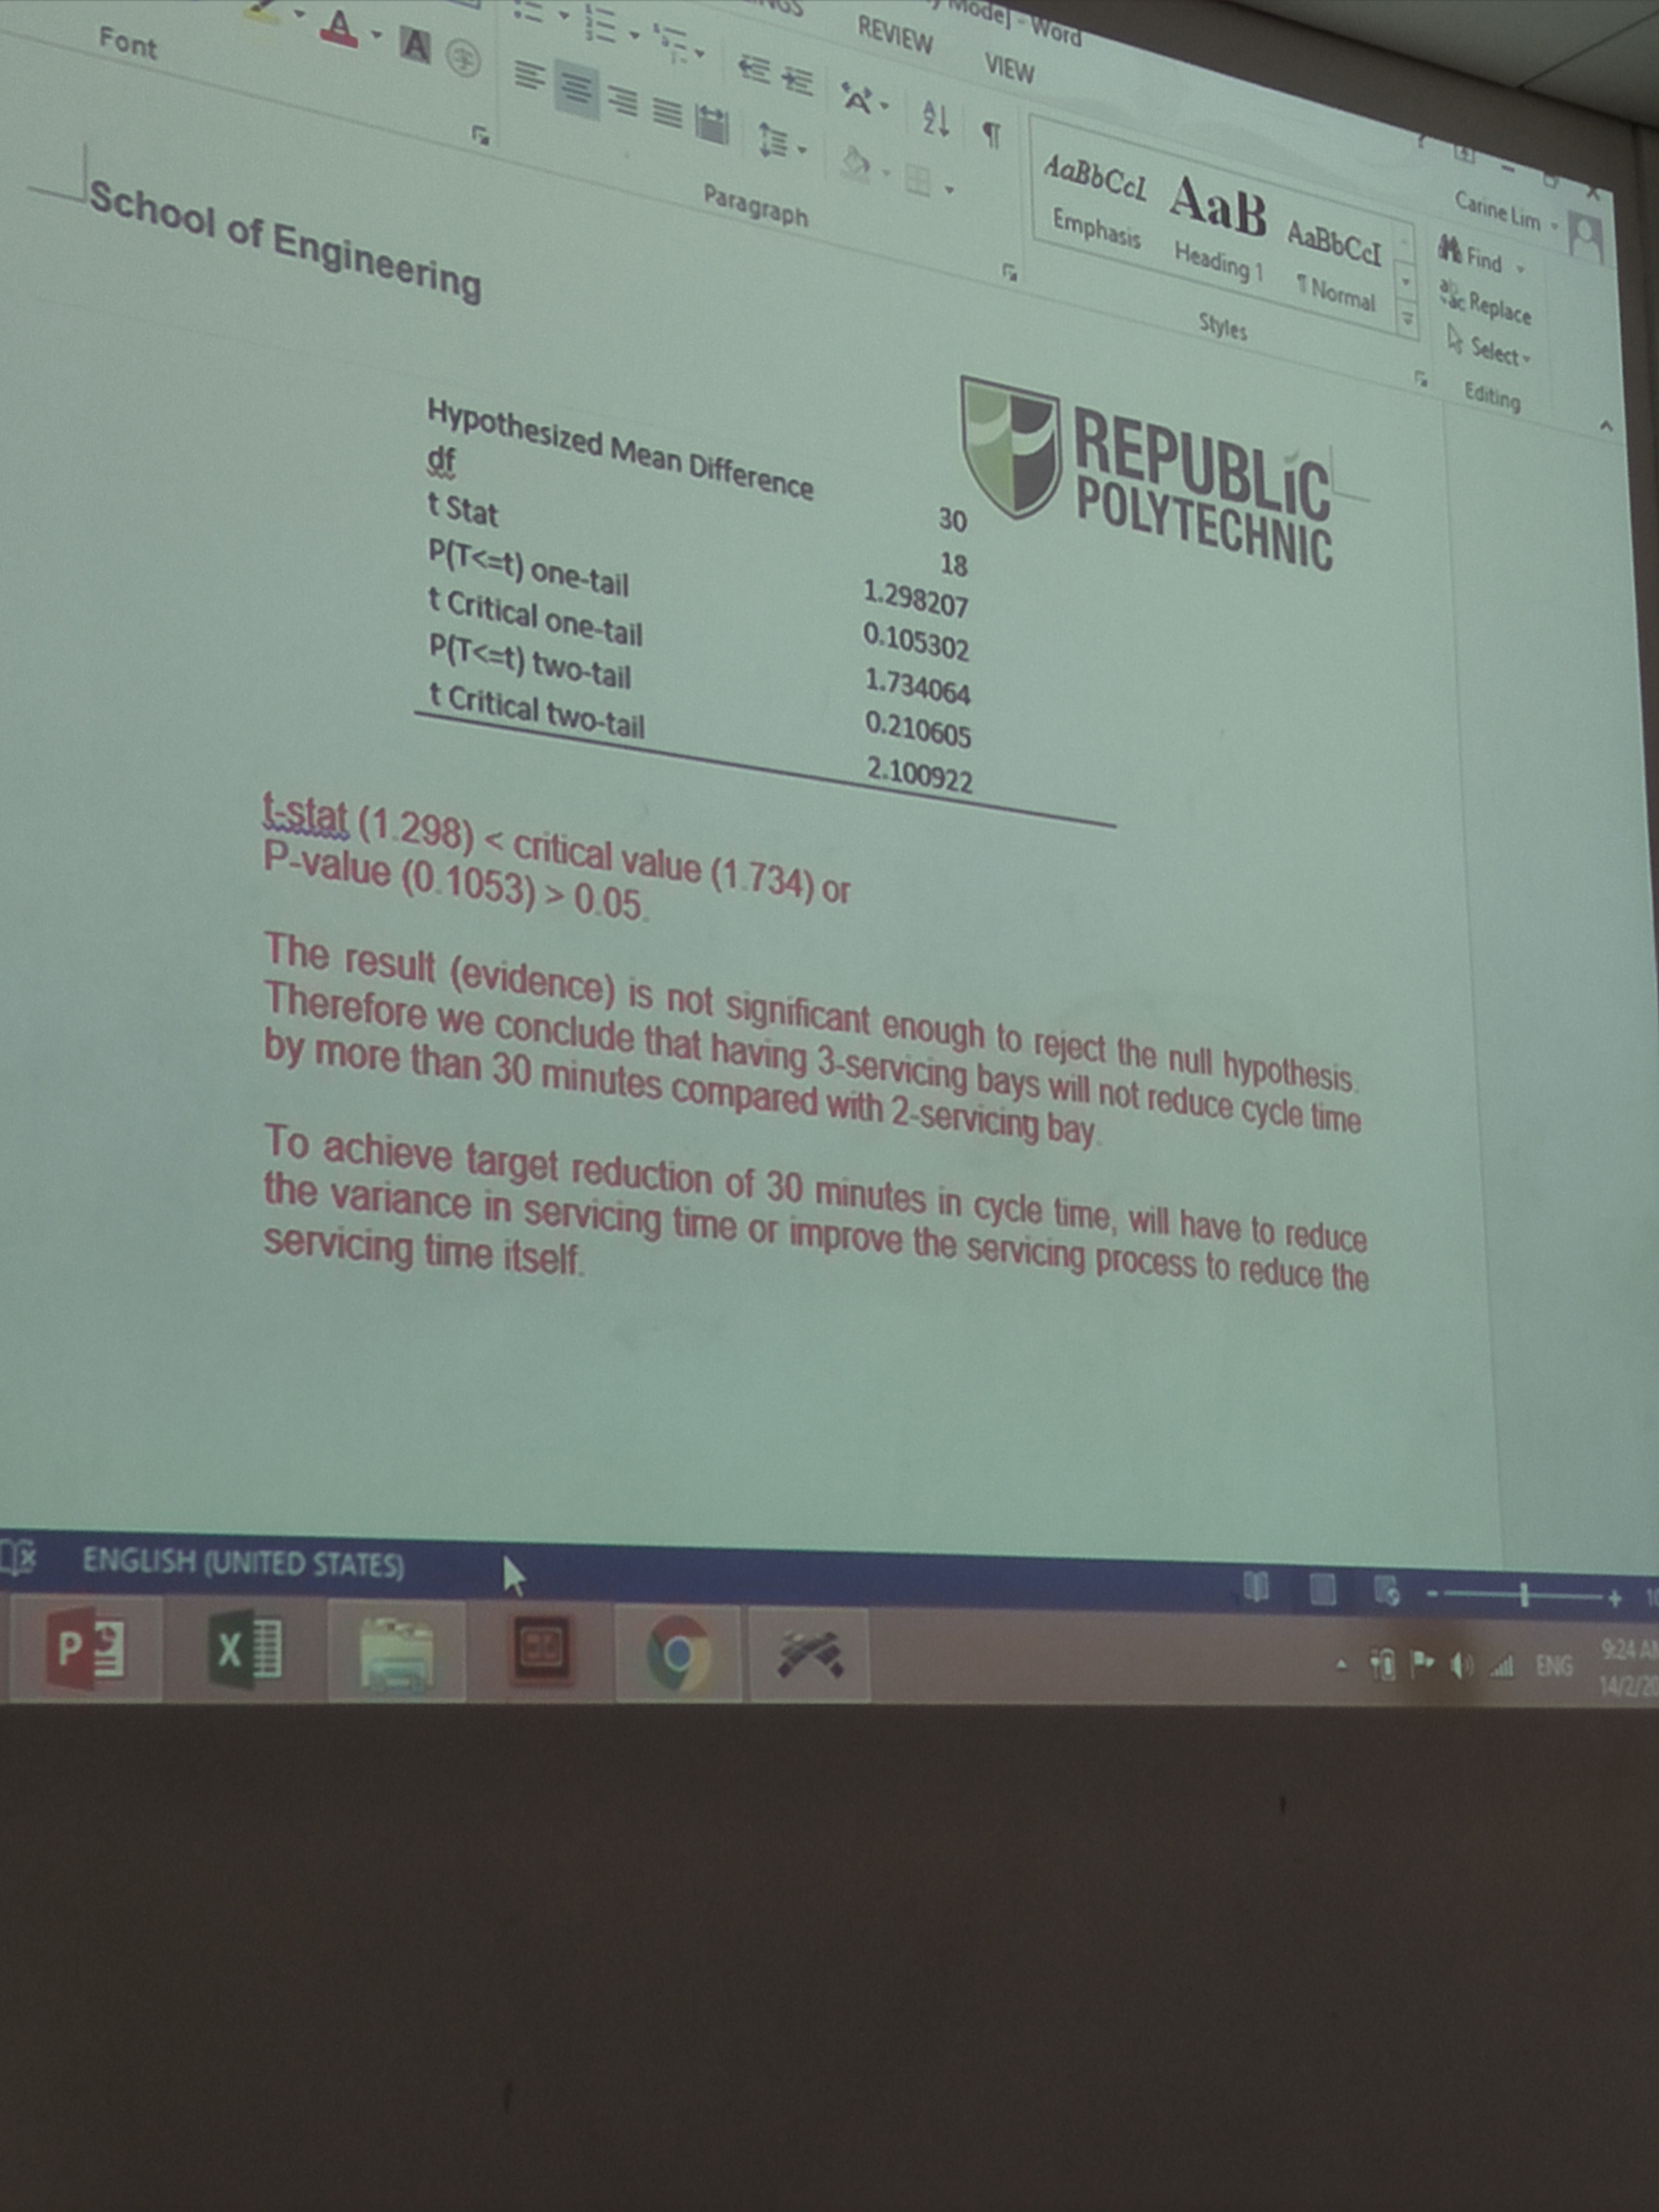 Mode] - Word
REVIEW
VIEW
Font
Paragraph
AaBbCcI AaB AaBbCcI
Emphasis Heading 1 ¶ Normal
Styles
Carine Lim
Find
Replace
Select
Editing
School of Engineering
REPUBLIC
POLYTECHNIC
Hypothesized Mean Difference 30
df 18
t Stat 1.298207
P(T<=t) one-tail 0.105302
t Critical one-tail 1.734064
P(T<=t) two-tail 0.210605
t Critical two-tail 2.100922
t-stat (1.298) < critical value (1.734) or
P-value (0.1053) > 0.05.
The result (evidence) is not significant enough to reject the null hypothesis.
Therefore we conclude that having 3-servicing bays will not reduce cycle time
by more than 30 minutes compared with 2-servicing bay.
To achieve target reduction of 30 minutes in cycle time, will have to reduce
the variance in servicing time or improve the servicing process to reduce the
servicing time itself.
ENGLISH (UNITED STATES)
ENG
9:24 AM
14/2/20